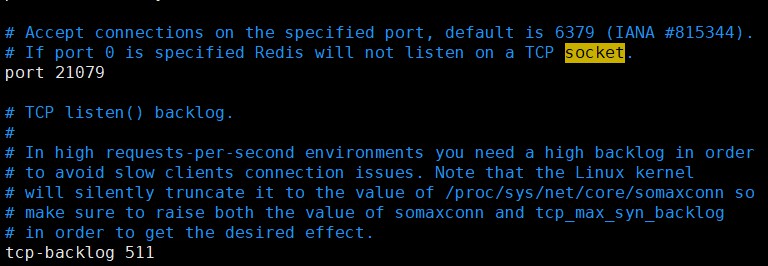 # Accept connections on the specified port, default is 6379 (IANA #815344).
# If port 0 is specified Redis will not listen on a TCP socket.
port 21079
# TCP listen() backlog.
#
# In high requests-per-second environments you need a high backlog in order
# to avoid slow clients connection issues. Note that the Linux kernel
# will silently truncate it to the value of /proc/sys/net/core/somaxconn so
# make sure to raise both the value of somaxconn and tcp_max_syn_backlog
# in order to get the desired effect.
tcp-backlog 511